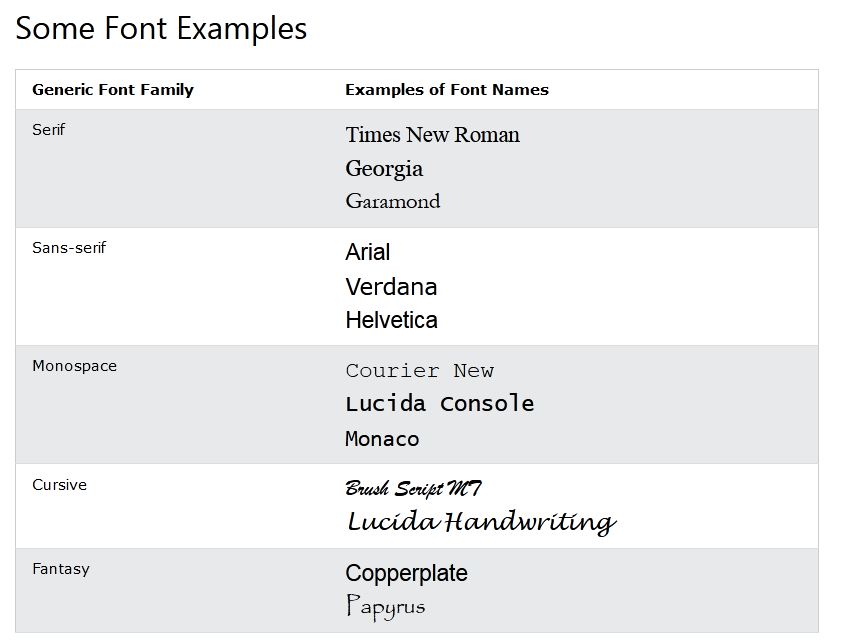 Some Font Examples
Generic Font Family Examples of Font Names
Serif Times New Roman
Georgia
Garamond
Sans-serif Arial
Verdana
Helvetica
Monospace Courier New
Lucida Console
Monaco
Cursive Brush Script MT
Lucida Handwriting
Fantasy Copperplate
Papyrus